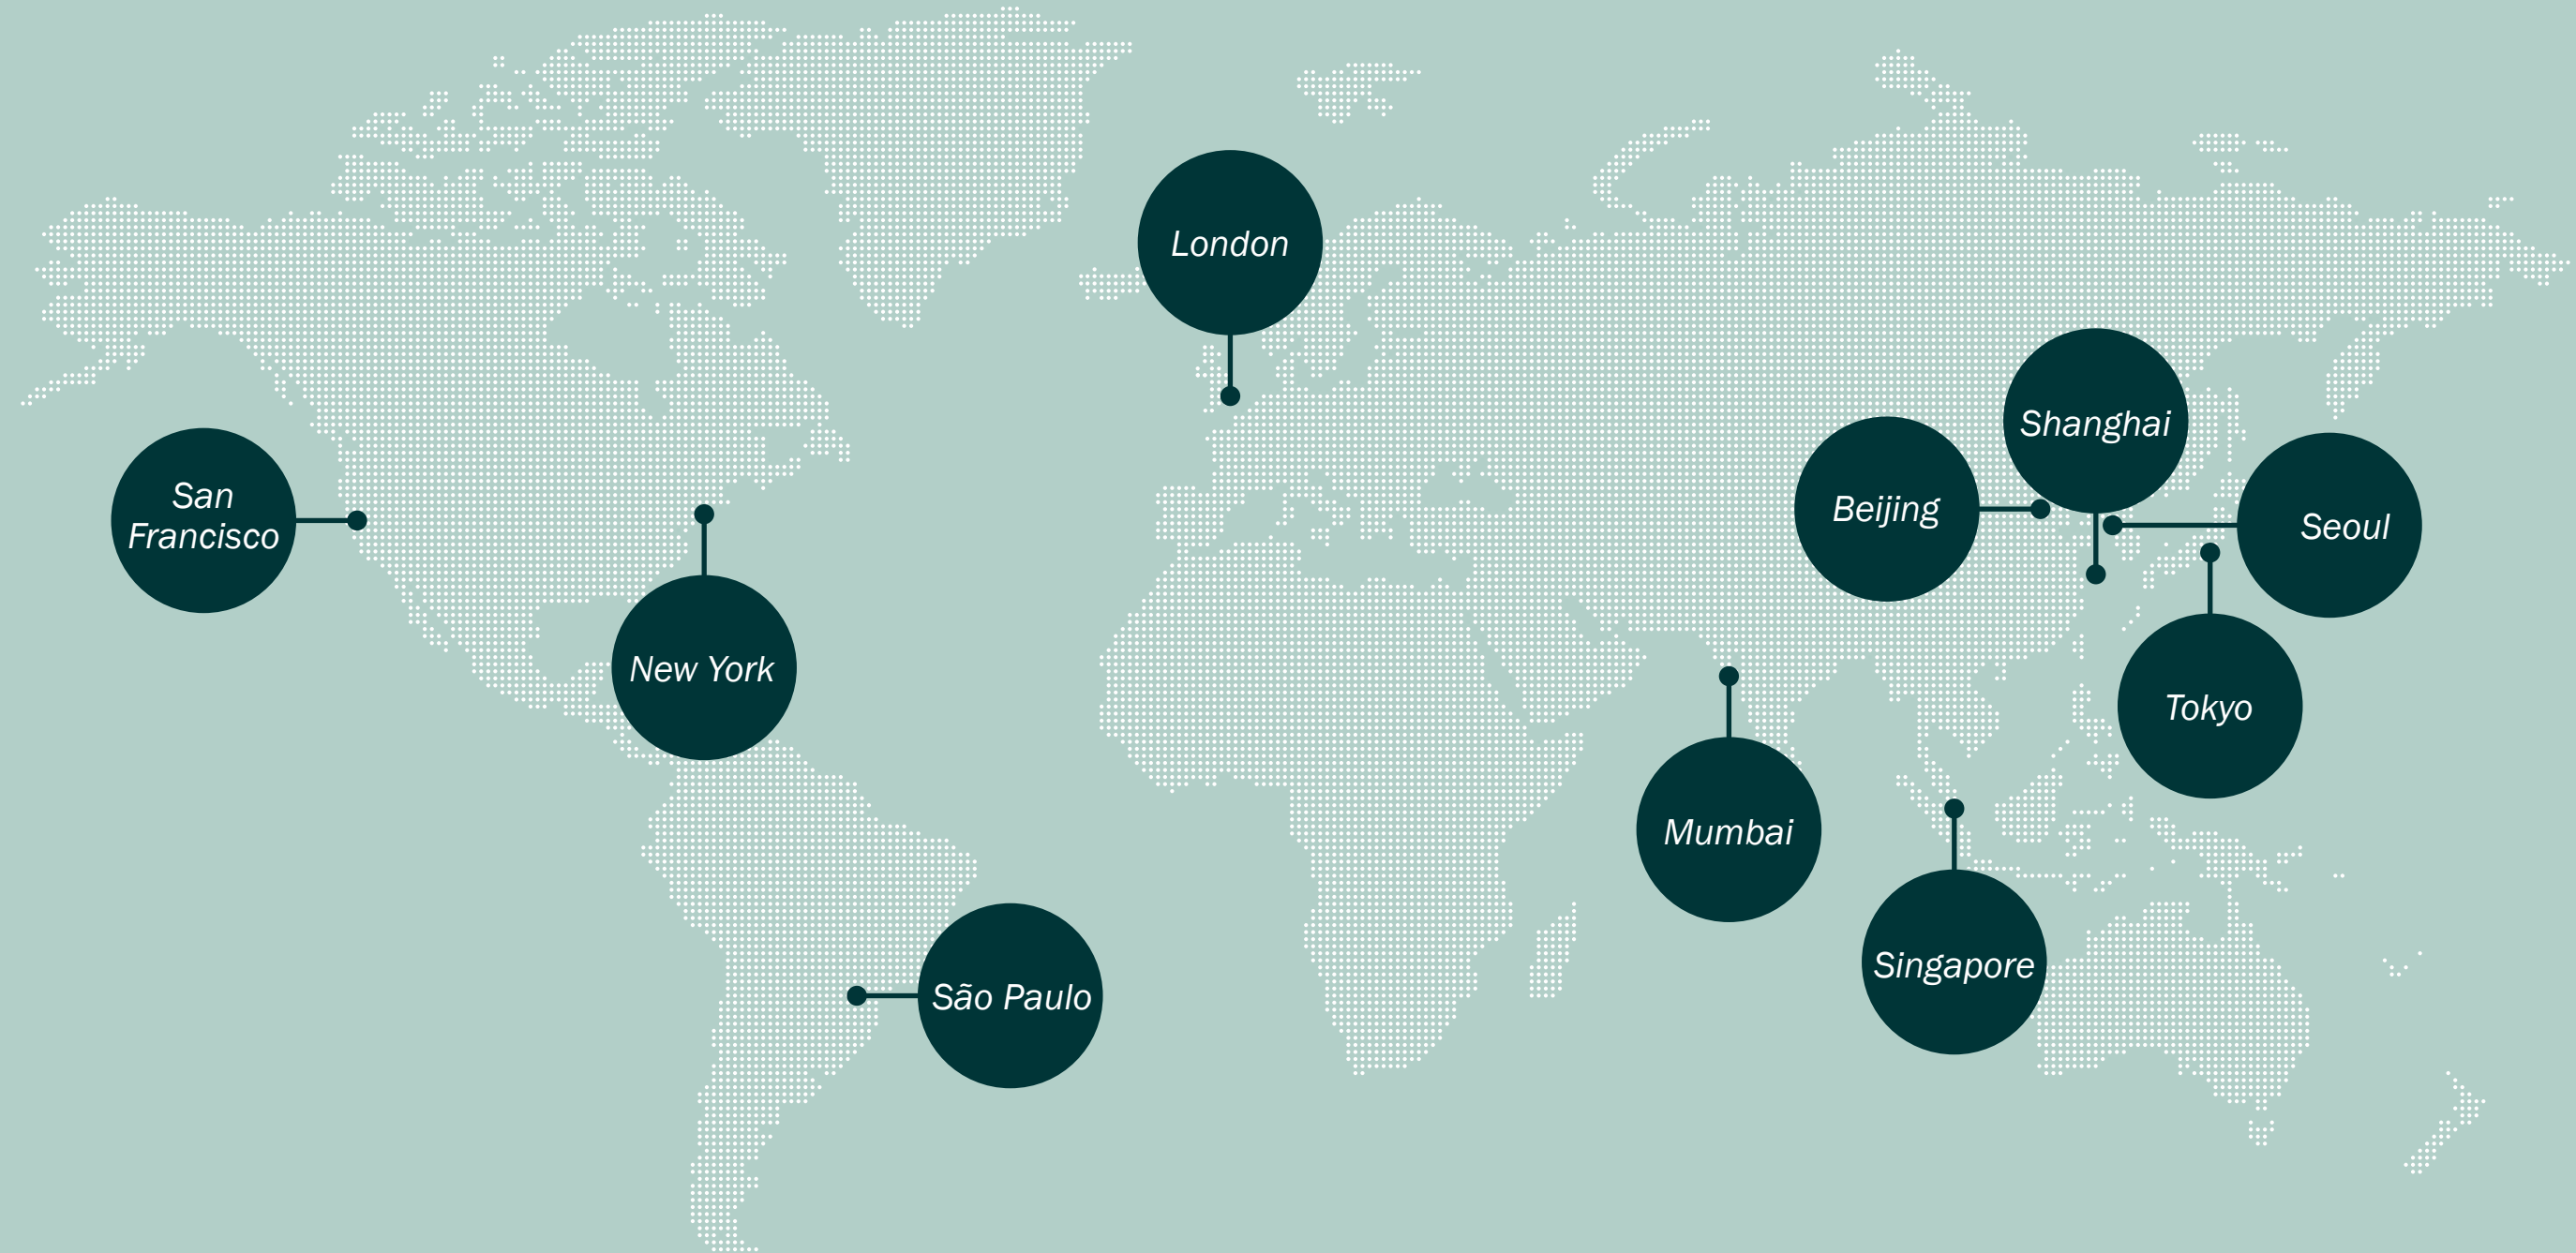 London
Shanghai
San
Francisco
Beijing
Seoul
New York
Tokyo
Mumbai
Singapore
São Paulo